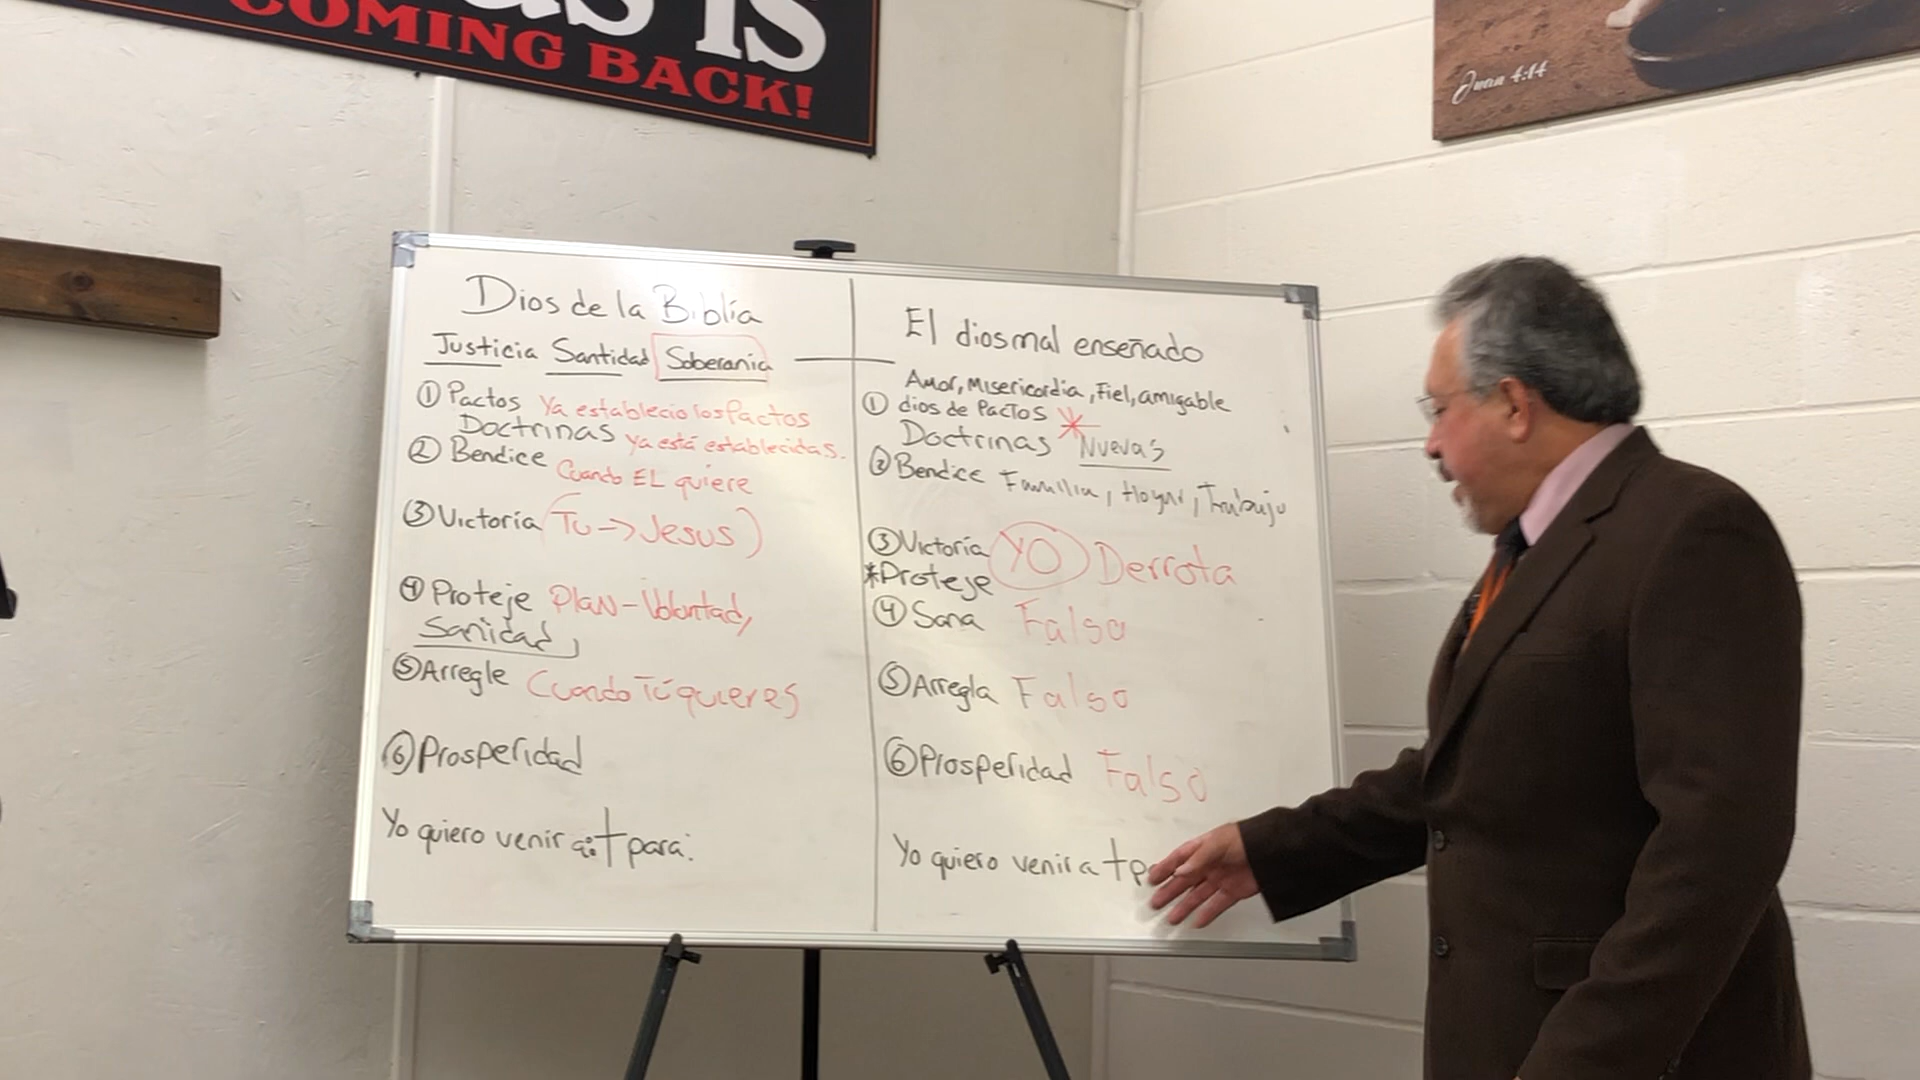 IS
COMING BACK!
Juan 4:14
Dios de la Biblía
Justicia Santidad Soberania
① Pactos Ya establecio los Pactos
Doctrinas ya está establecidas.
② Bendice Cuando EL quiere
③ Victoria (Tu -> Jesus)
④ Proteje Plan - Voluntad,
Sanidad,
⑤ Arregle Cuando Tú quieres
⑥ Prosperidad
Yo quiero venir a: † para:
El dios mal enseñado
Amor, Misericordia, Fiel, amigable
① dios de Pactos *
Doctrinas Nuevas
② Bendice Familia, Hogar, Trabajo
③ Victoria YO Derrota
*Proteje
④ Sana Falso
⑤ Arregla Falso
⑥ Prosperidad Falso
Yo quiero venir a †